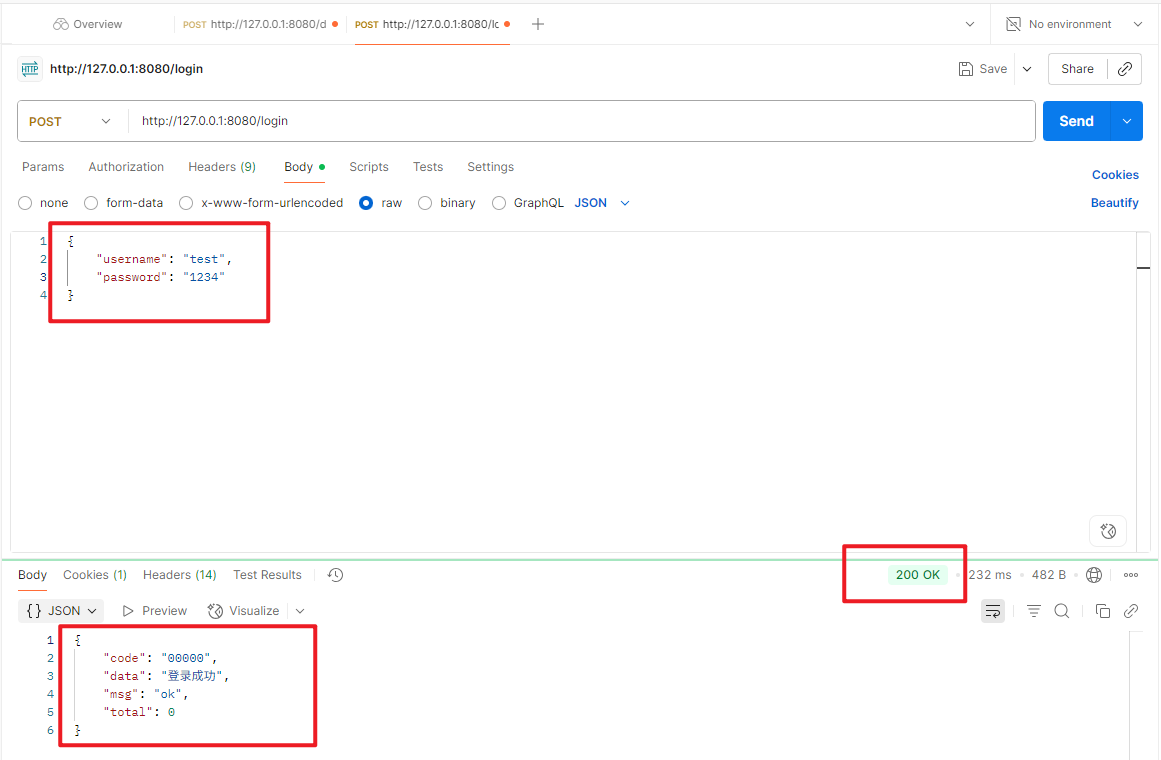 Overview POST http://127.0.0.1:8080/d POST http://127.0.0.1:8080/lc No environment
HTTP http://127.0.0.1:8080/login Save Share
POST http://127.0.0.1:8080/login Send
Params Authorization Headers (9) Body Scripts Tests Settings Cookies
none form-data x-www-form-urlencoded raw binary GraphQL JSON Beautify
1 {
2 "username": "test",
3 "password": "1234"
4 }
Body Cookies (1) Headers (14) Test Results 200 OK 232 ms 482 B
{} JSON Preview Visualize
1 {
2 "code": "00000",
3 "data": "登录成功",
4 "msg": "ok",
5 "total": 0
6 }